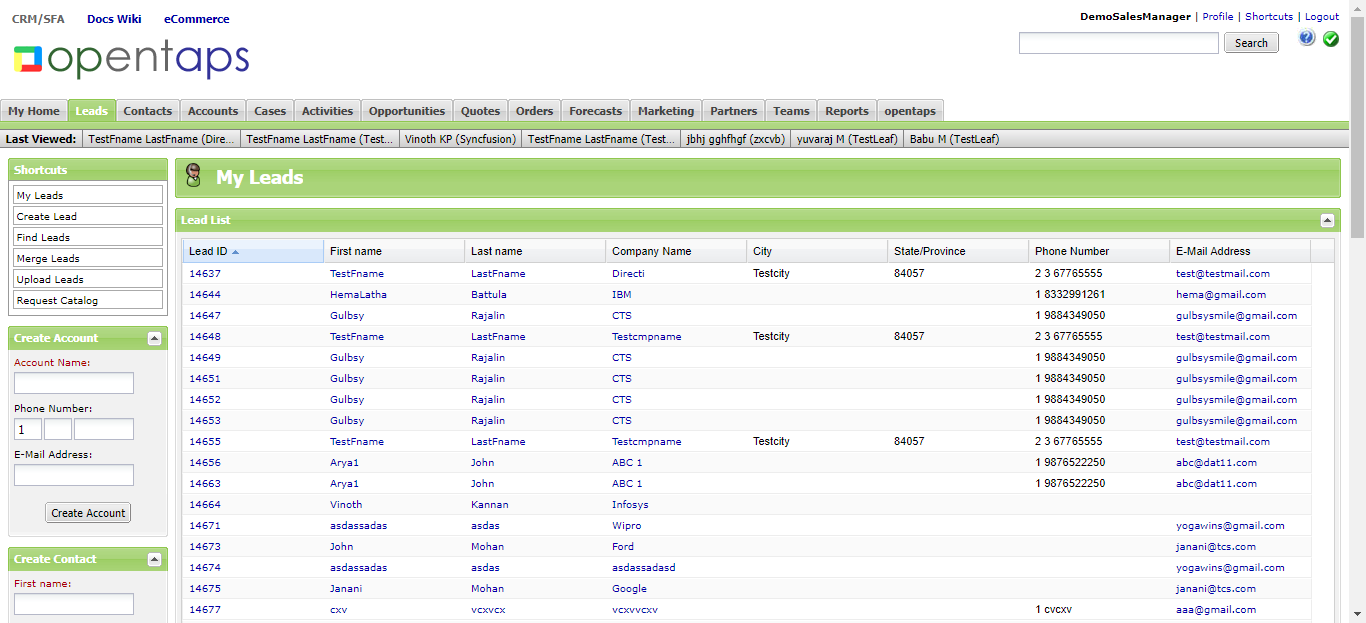 CRM/SFA Docs Wiki eCommerce
DemoSalesManager | Profile | Shortcuts | Logout
opentaps
Search
My Home Leads Contacts Accounts Cases Activities Opportunities Quotes Orders Forecasts Marketing Partners Teams Reports opentaps
Last Viewed: TestFname LastFname (Dire... TestFname LastFname (Test... Vinoth KP (Syncfusion) TestFname LastFname (Test... jbhj gghfhgf (zxcvb) yuvaraj M (TestLeaf) Babu M (TestLeaf)
Shortcuts
My Leads
Create Lead
Find Leads
Merge Leads
Upload Leads
Request Catalog
Create Account
Account Name:
Phone Number:
1
E-Mail Address:
Create Account
Create Contact
First name:
My Leads
Lead List
Lead ID First name Last name Company Name City State/Province Phone Number E-Mail Address
14637 TestFname LastFname Directi Testcity 84057 2 3 67765555 test@testmail.com
14644 HemaLatha Battula IBM 1 8332991261 hema@gmail.com
14647 Gulbsy Rajalin CTS 1 9884349050 gulbsysmile@gmail.com
14648 TestFname LastFname Testcmpname Testcity 84057 2 3 67765555 test@testmail.com
14649 Gulbsy Rajalin CTS 1 9884349050 gulbsysmile@gmail.com
14651 Gulbsy Rajalin CTS 1 9884349050 gulbsysmile@gmail.com
14652 Gulbsy Rajalin CTS 1 9884349050 gulbsysmile@gmail.com
14653 Gulbsy Rajalin CTS 1 9884349050 gulbsysmile@gmail.com
14655 TestFname LastFname Testcmpname Testcity 84057 2 3 67765555 test@testmail.com
14656 Arya1 John ABC 1 1 9876522250 abc@dat11.com
14663 Arya1 John ABC 1 1 9876522250 abc@dat11.com
14664 Vinoth Kannan Infosys
14671 asdassadas asdas Wipro yogawins@gmail.com
14673 John Mohan Ford janani@tcs.com
14674 asdassadas asdas asdassadasd yogawins@gmail.com
14675 Janani Mohan Google janani@tcs.com
14677 cxv vcxvcx vcxvvcxv 1 cvcxv aaa@gmail.com